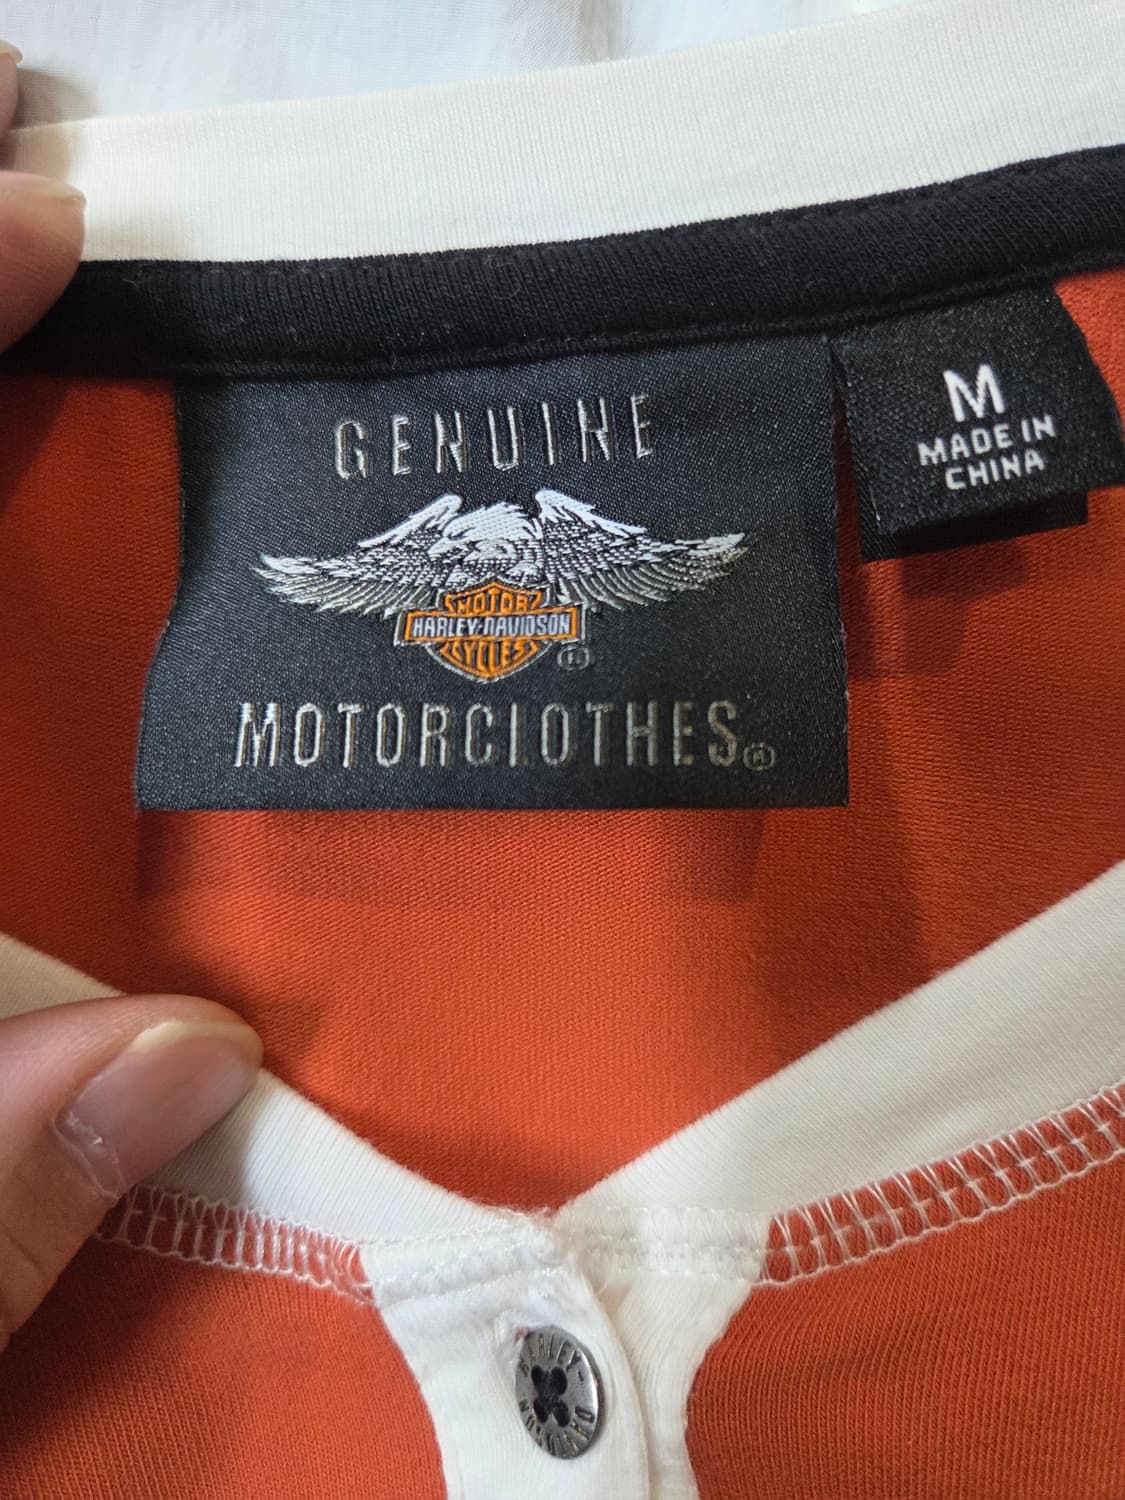 GENUINE
MOTOR
HARLEY-DAVIDSON
CYCLES
®
MOTORCLOTHES®
M
MADE IN
CHINA
HARLEY-
DAVIDSON